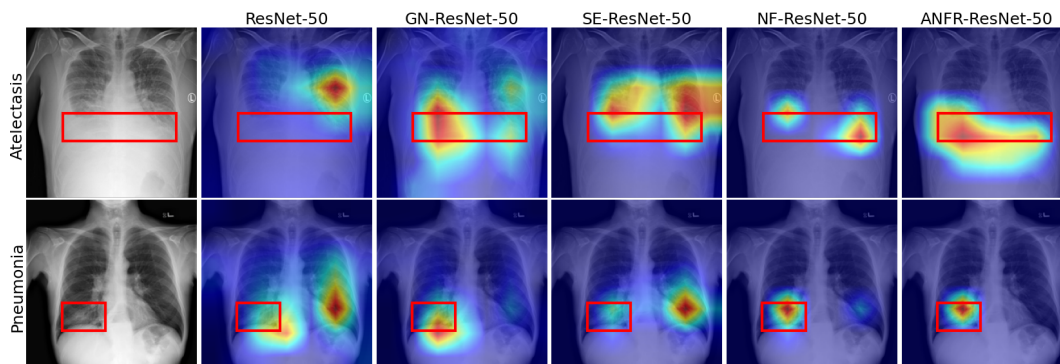 ResNet-50 GN-ResNet-50 SE-ResNet-50 NF-ResNet-50 ANFR-ResNet-50
Atelectasis
L L L L L L
Pneumonia